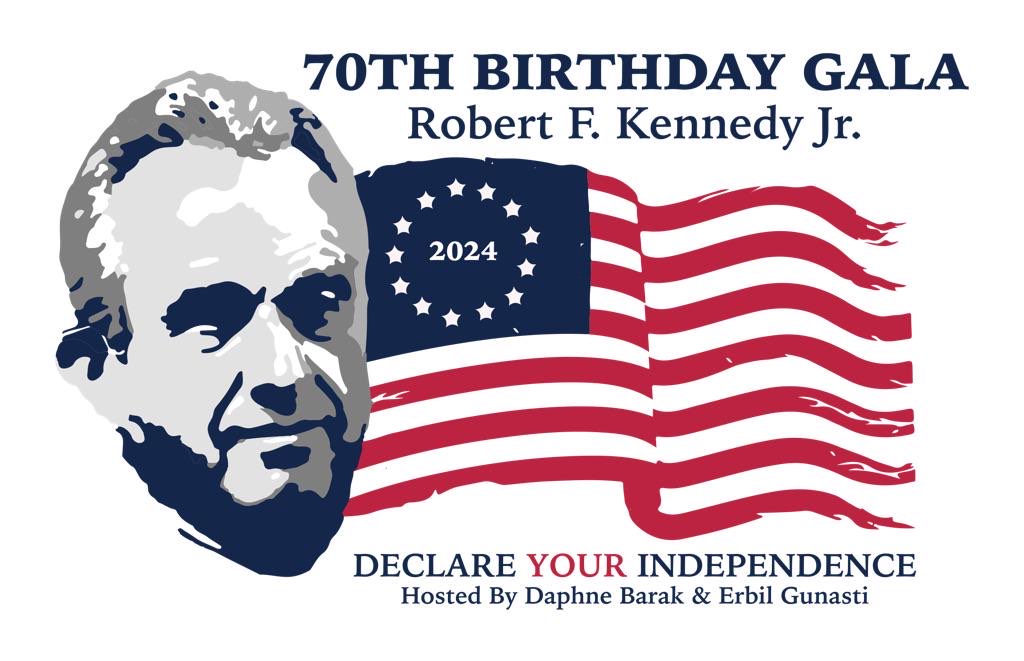 70TH BIRTHDAY GALA
Robert F. Kennedy Jr.
2024
DECLARE YOUR INDEPENDENCE
Hosted By Daphne Barak & Erbil Gunasti